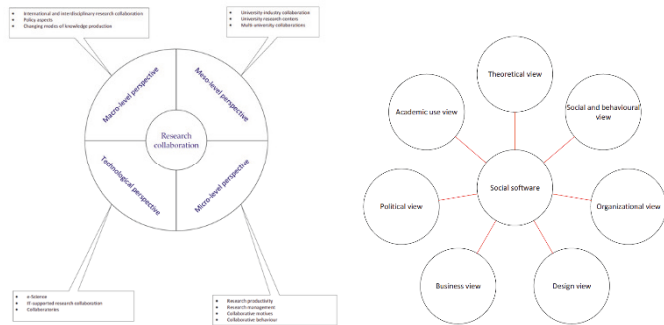 International and interdisciplinary research collaboration
Policy aspects
Changing modes of knowledge production
University-industry collaboration
University research centers
Multi-university collaborations
Macro-level perspective
Meso-level perspective
Research
collaboration
Technological perspective
Micro-level perspective
e-Science
IT-supported research collaboration
Collaboratories
Research productivity
Research management
Collaborative motives
Collaborative behaviour
Theoretical view
Academic use view
Social and behavioural
view
Social software
Political view
Organizational view
Business view
Design view